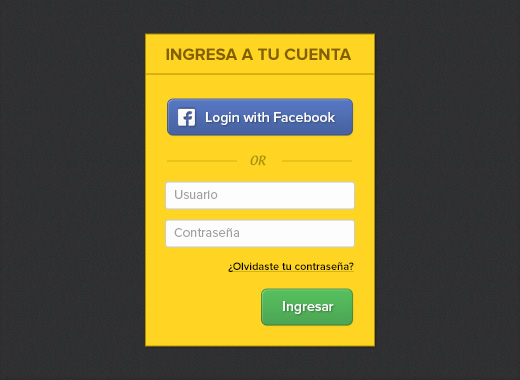 INGRESA A TU CUENTA
Login with Facebook
OR
Usuario
Contraseña
¿Olvidaste tu contraseña?
Ingresar